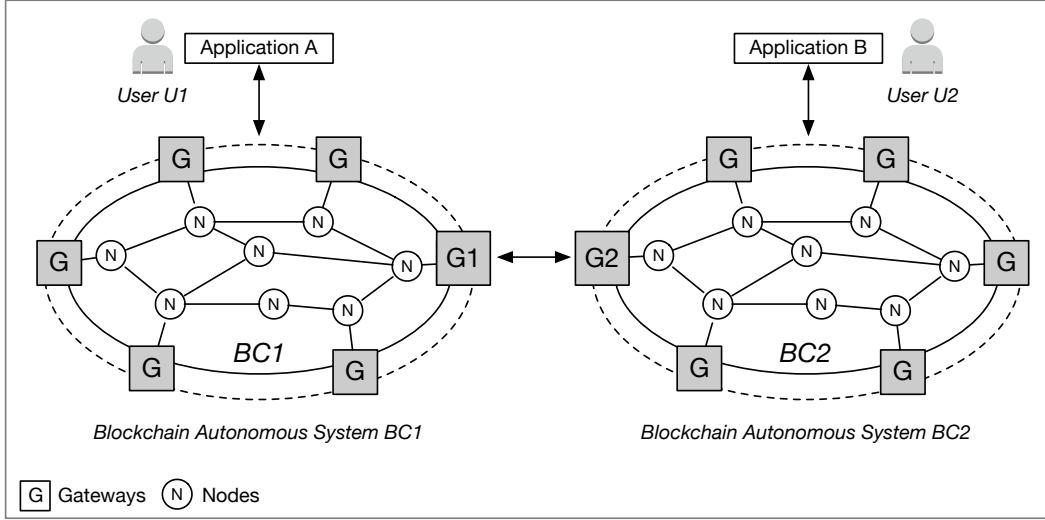 Application A
Application B
User U1
User U2
G
G
G
G
N
N
N
N
N
N
N
N
N
N
G
G1
G2
N
N
G
N
N
N
N
N
N
BC1
BC2
G
G
G
G
Blockchain Autonomous System BC1
Blockchain Autonomous System BC2
G Gateways N Nodes